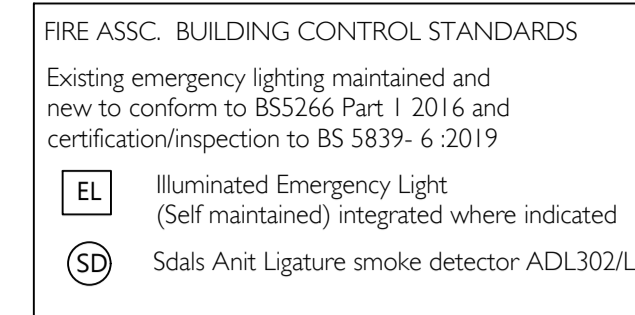 FIRE ASSC. BUILDING CONTROL STANDARDS
Existing emergency lighting maintained and
new to conform to BS5266 Part 1 2016 and
certification/inspection to BS 5839- 6 :2019
EL Illuminated Emergency Light
(Self maintained) integrated where indicated
SD Sdals Anit Ligature smoke detector ADL302/L